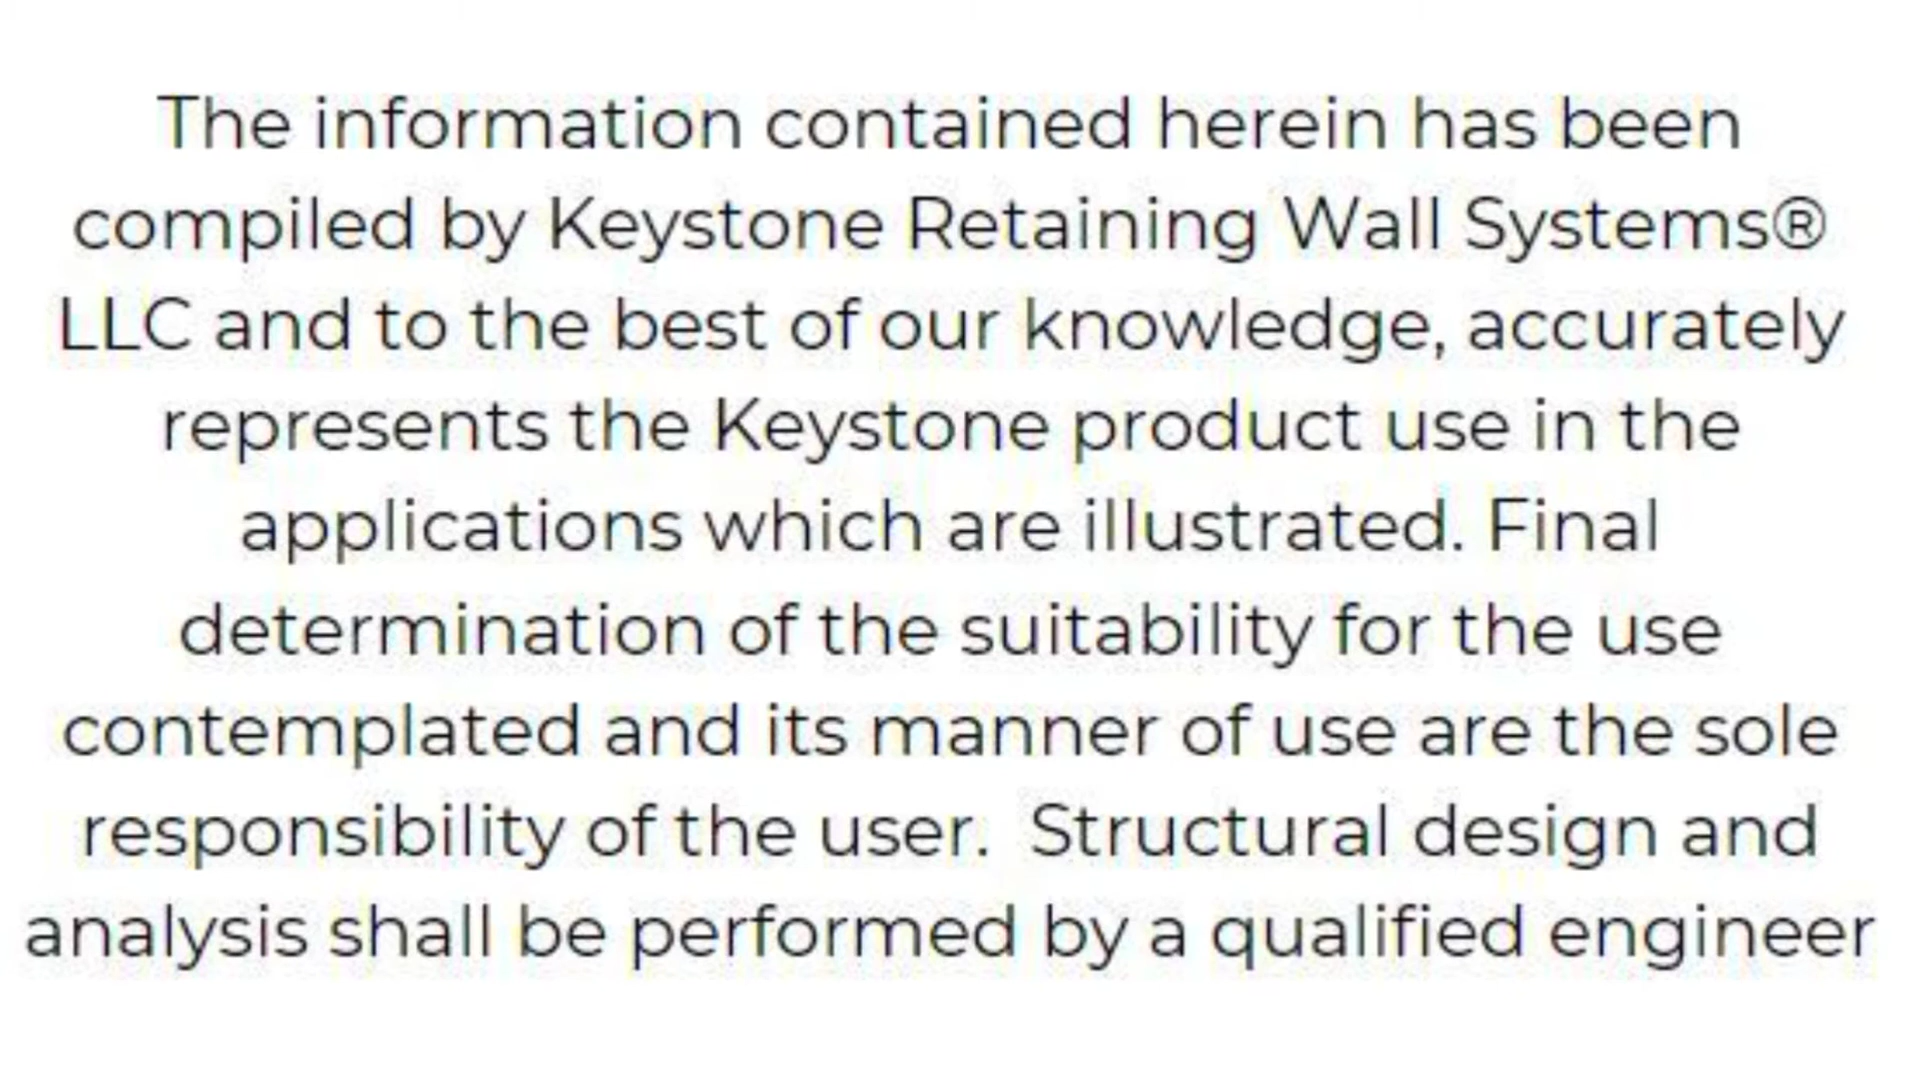 The information contained herein has been
compiled by Keystone Retaining Wall Systems®
LLC and to the best of our knowledge, accurately
represents the Keystone product use in the
applications which are illustrated. Final
determination of the suitability for the use
contemplated and its manner of use are the sole
responsibility of the user.  Structural design and
analysis shall be performed by a qualified engineer